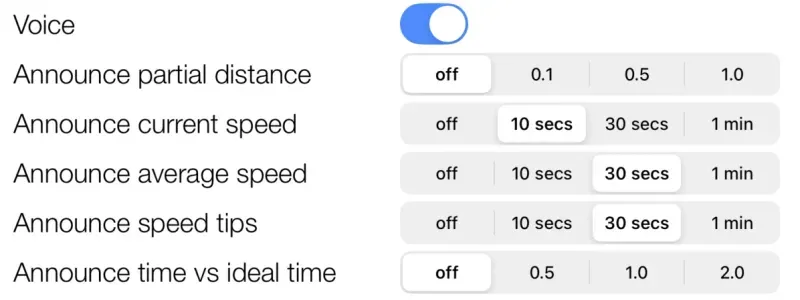 Voice
Announce partial distance off 0.1 0.5 1.0
Announce current speed off 10 secs 30 secs 1 min
Announce average speed off 10 secs 30 secs 1 min
Announce speed tips off 10 secs 30 secs 1 min
Announce time vs ideal time off 0.5 1.0 2.0